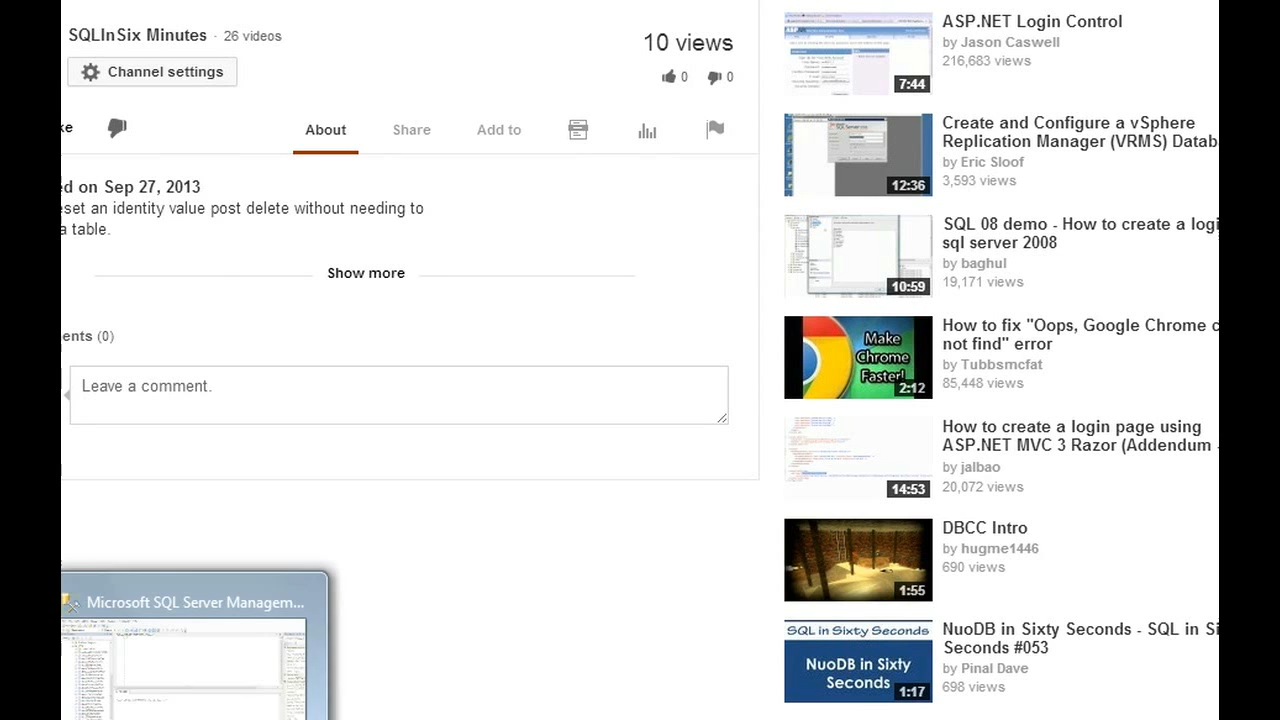 SQLInSix Minutes · 26 videos
10 views
Channel settings
0 0
ke
About Share Add to
ed on Sep 27, 2013
eset an identity value post delete without needing to
a table.
Show more
ents (0)
Leave a comment.
Microsoft SQL Server Managem...
ASP.NET Login Control
by Jason Caswell
216,683 views
7:44
Create and Configure a vSphere
Replication Manager (VRMS) Datab
by Eric Sloof
3,593 views
12:36
SQL 08 demo - How to create a logi
sql server 2008
by baghul
19,171 views
10:59
How to fix "Oops, Google Chrome c
not find" error
by Tubbsmcfat
85,448 views
Make
Chrome
Faster!
2:12
How to create a login page using
ASP.NET MVC 3 Razor (Addendum
by jalbao
20,072 views
14:53
DBCC Intro
by hugme1446
690 views
1:55
NuoDB in Sixty Seconds - SQL in Si
Seconds #053
by Pinal Dave
698 views
SQL in Sixty Seconds
NuoDB in Sixty
Seconds
1:17